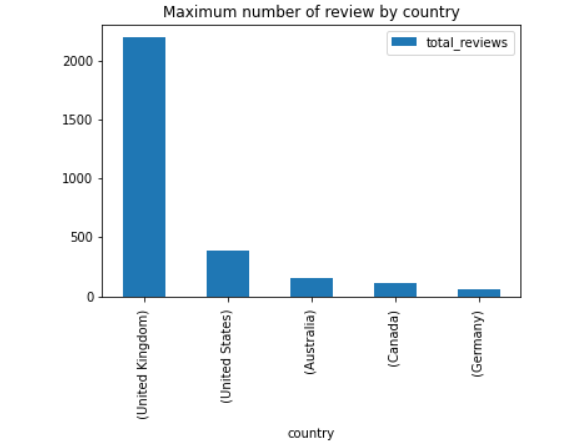 Maximum number of review by country
total_reviews
2000
1500
1000
500
0
(United Kingdom)
(United States)
(Australia)
(Canada)
(Germany)
country